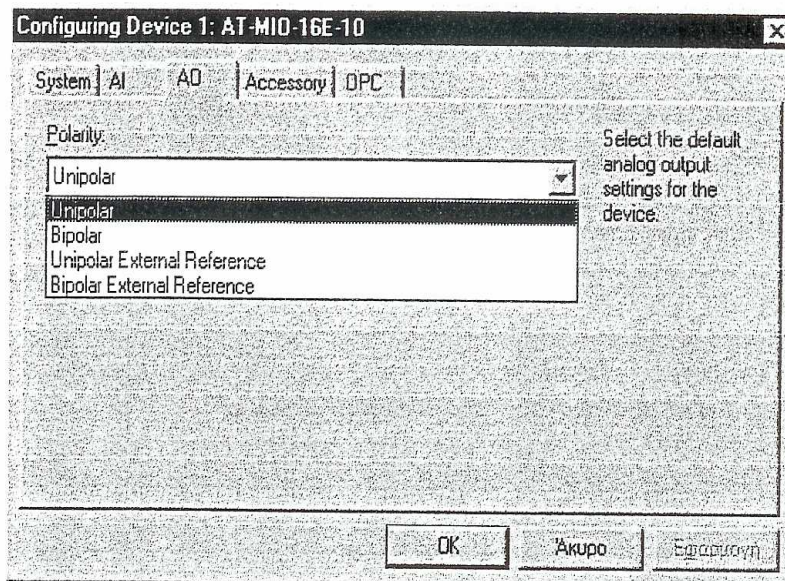 Configuring Device 1: AT-MIO-16E-10
System AI AO Accessory OPC
Polarity:
Unipolar
Unipolar
Bipolar
Unipolar External Reference
Bipolar External Reference
Select the default
analog output
settings for the
device.
OK Άκυρο Εφαρμογή